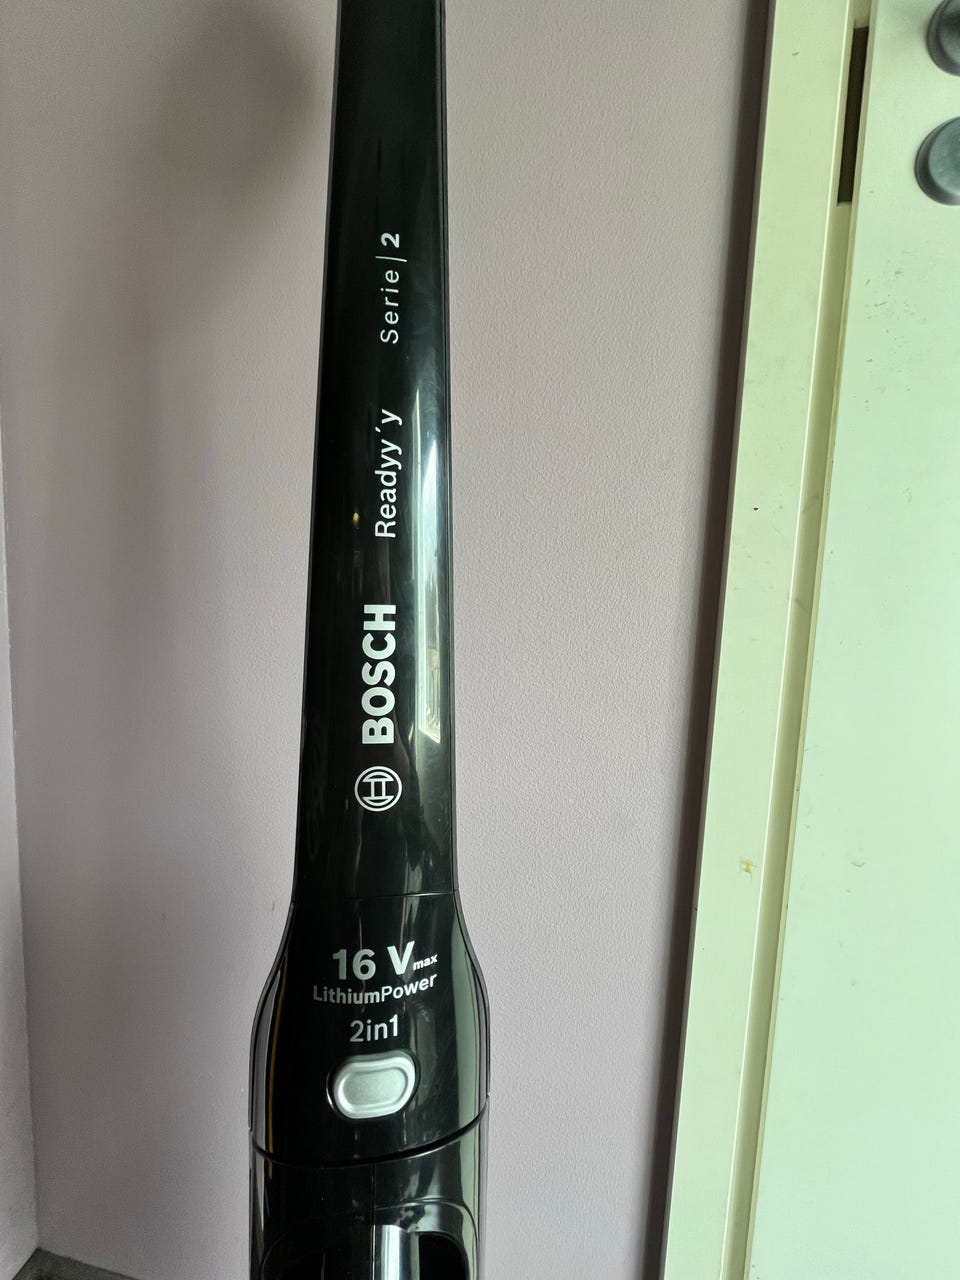 BOSCH Readyy´y Serie | 2
16 Vmax
LithiumPower
2in1